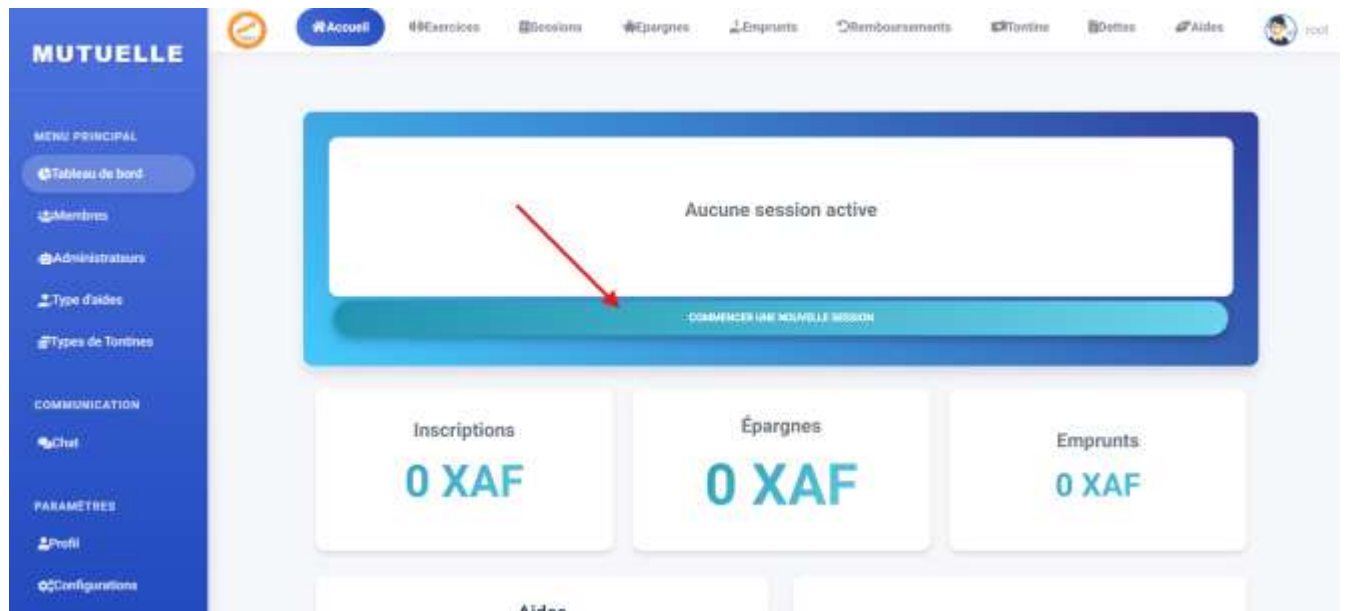 MUTUELLE
Accueil
Exercices
Sessions
Epargnes
Emprunts
Remboursements
Tontine
Dettes
Aides
root
MENU PRINCIPAL
Tableau de bord
Membres
Administrateurs
Type d'aides
Types de Tontines
COMMUNICATION
Chat
PARAMÈTRES
Profil
Configurations
Aucune session active
COMMENCER UNE NOUVELLE SESSION
Inscriptions
0 XAF
Épargnes
0 XAF
Emprunts
0 XAF
Aides